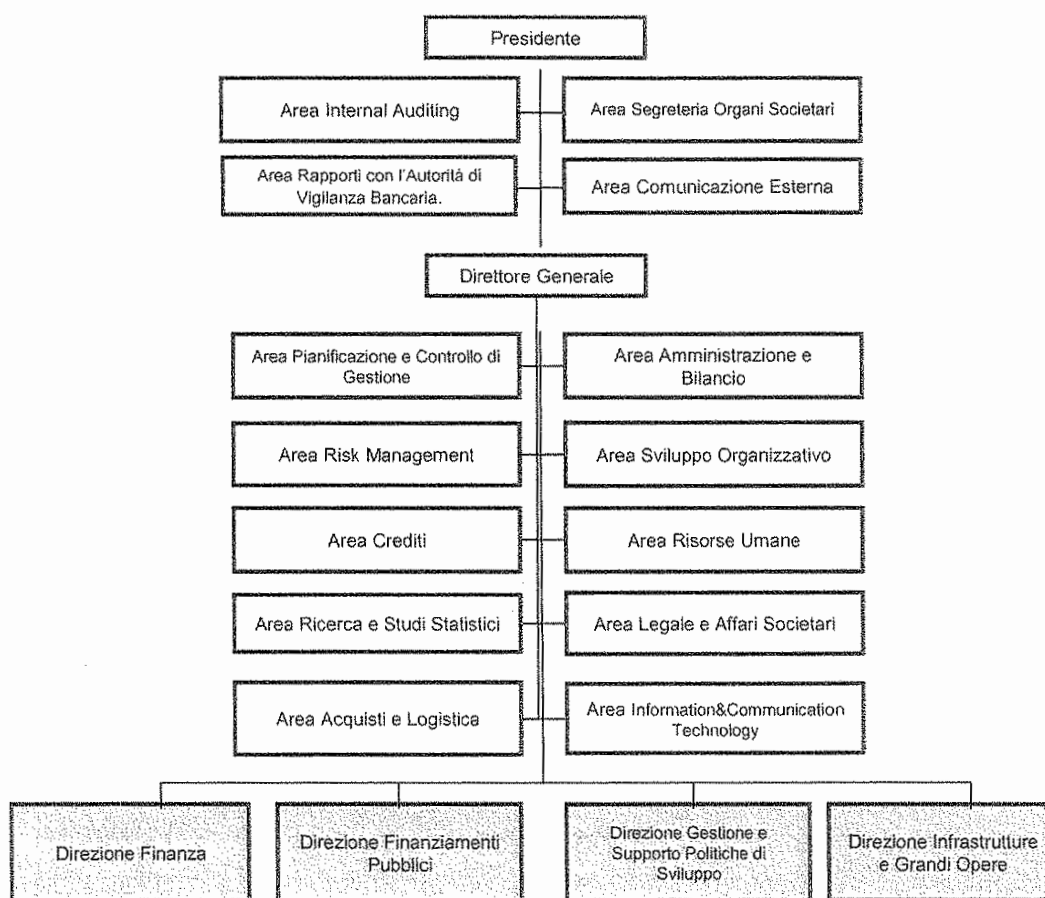 Presidente
Area Internal Auditing
Area Segreteria Organi Societari
Area Rapporti con l'Autorità di
Vigilanza Bancaria.
Area Comunicazione Esterna
Direttore Generale
Area Pianificazione e Controllo di
Gestione
Area Amministrazione e
Bilancio
Area Risk Management
Area Sviluppo Organizzativo
Area Crediti
Area Risorse Umane
Area Ricerca e Studi Statistici
Area Legale e Affari Societari
Area Acquisti e Logistica
Area Information&Communication
Technology
Direzione Finanza
Direzione Finanziamenti
Pubblici
Direzione Gestione e
Supporto Politiche di
Sviluppo
Direzione Infrastrutture
e Grandi Opere